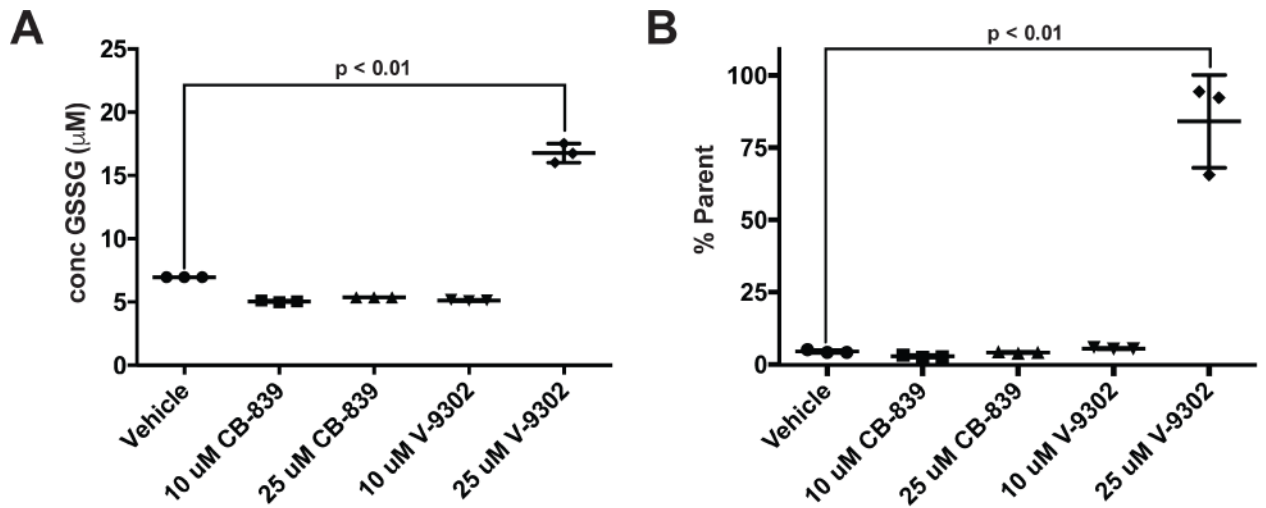 A
p < 0.01
conc GSSG (μM)
25
20
15
10
5
0
Vehicle
10 uM CB-839
25 uM CB-839
10 uM V-9302
25 uM V-9302
B
p < 0.01
% Parent
100
75
50
25
0
Vehicle
10 uM CB-839
25 uM CB-839
10 uM V-9302
25 uM V-9302